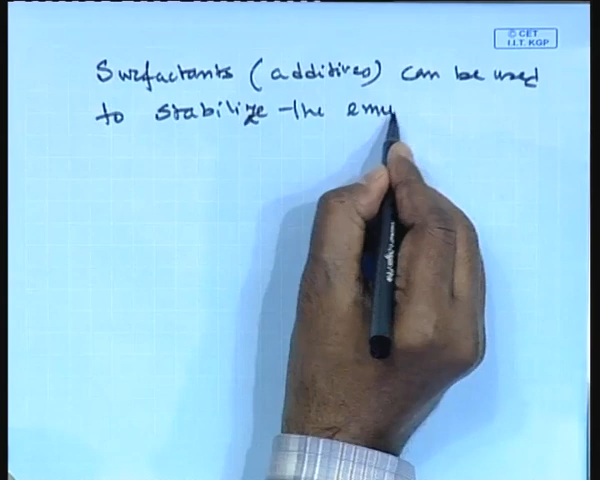 © CET
I.I.T. KGP
Surfactants (additives) can be used
to stabilize the emu